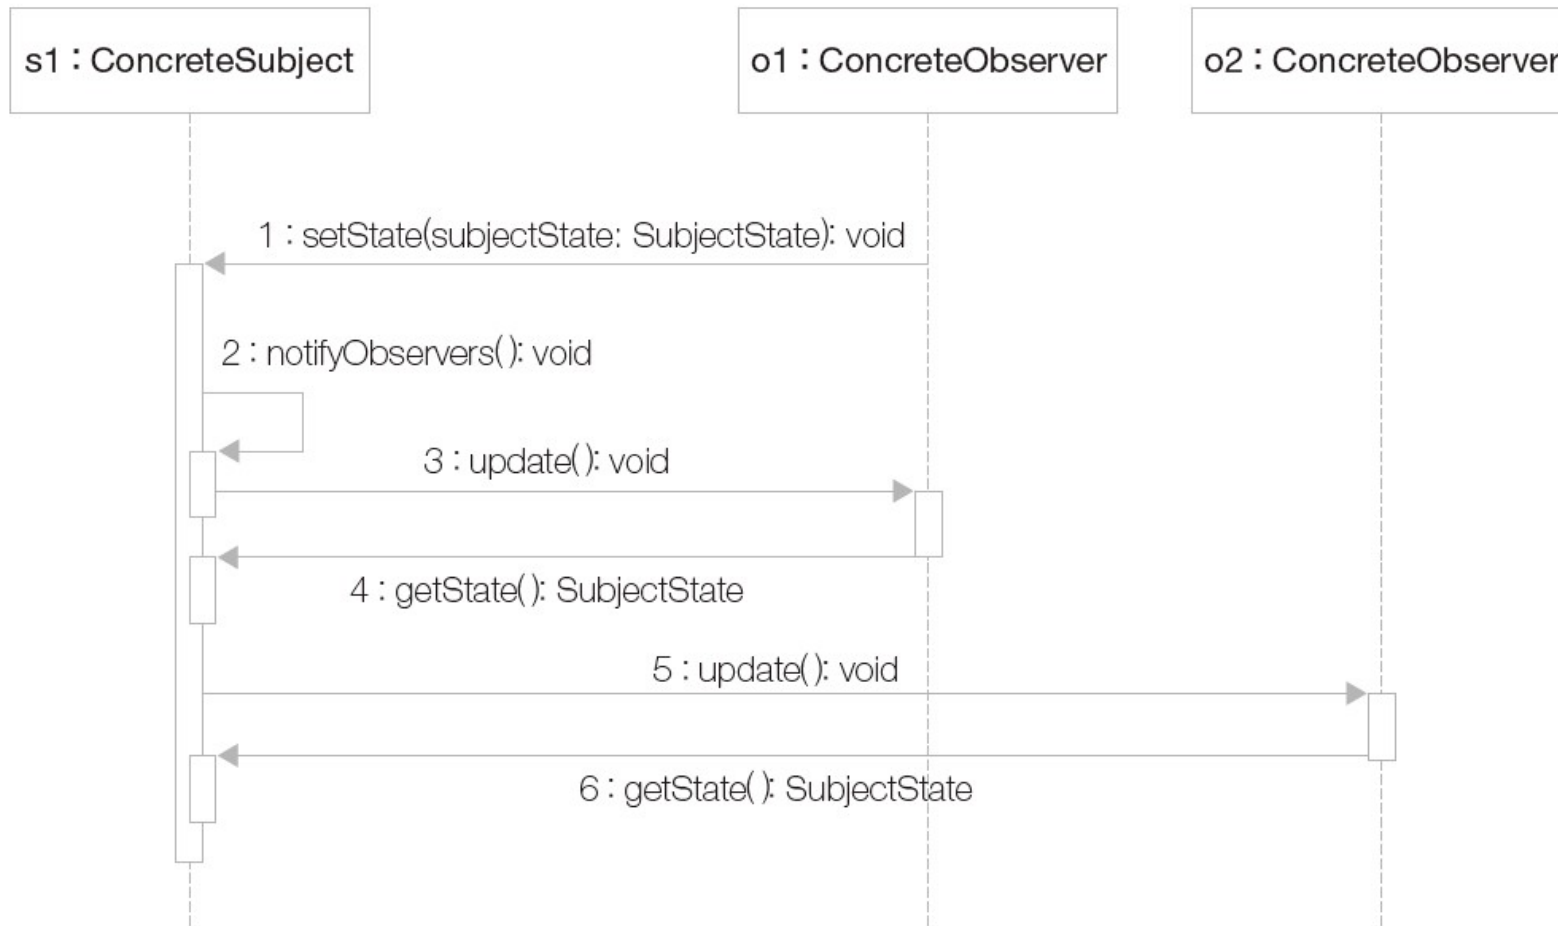 s1 : ConcreteSubject
o1 : ConcreteObserver
o2 : ConcreteObserver
1 : setState(subjectState: SubjectState): void
2 : notifyObservers(): void
3 : update(): void
4 : getState(): SubjectState
5 : update(): void
6 : getState(): SubjectState